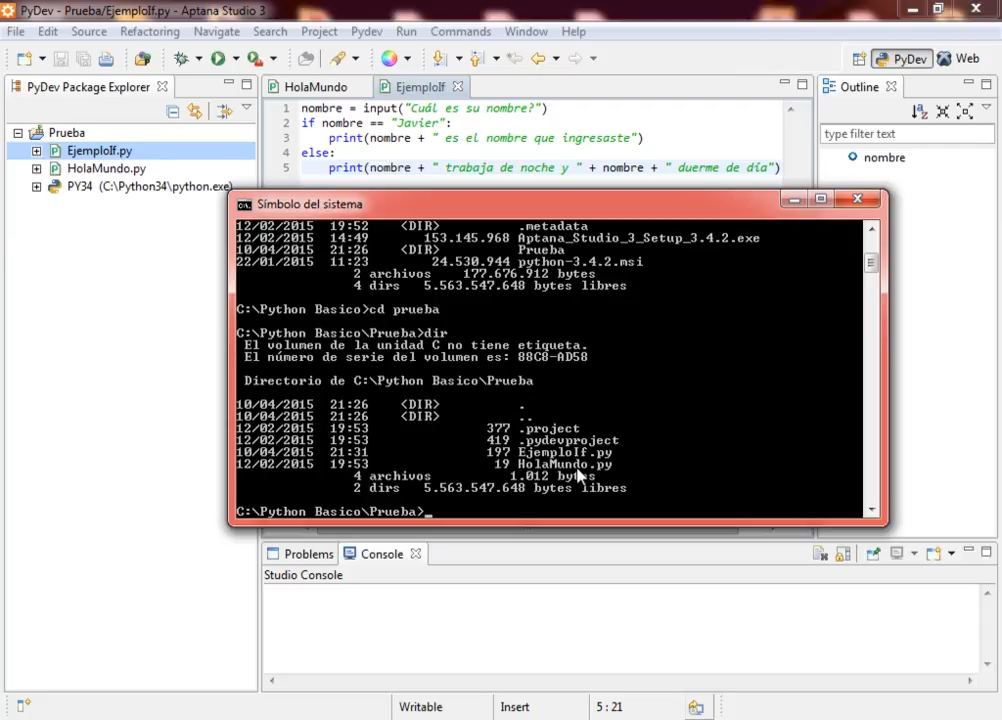 PyDev - Prueba/EjemploIf.py - Aptana Studio 3
File Edit Source Refactoring Navigate Search Project Pydev Run Commands Window Help
PyDev Web
PyDev Package Explorer
Prueba
EjemploIf.py
HolaMundo.py
PY34 (C:\Python34\python.exe)
HolaMundo EjemploIf
1 nombre = input("Cuál es su nombre?")
2 if nombre == "Javier":
3 print(nombre + " es el nombre que ingresaste")
4 else:
5 print(nombre + " trabaja de noche y " + nombre + " duerme de día")
Outline
type filter text
nombre
Símbolo del sistema
12/02/2015 19:52 <DIR> .metadata
12/02/2015 14:49 153.145.968 Aptana_Studio_3_Setup_3.4.2.exe
10/04/2015 21:26 <DIR> Prueba
22/01/2015 11:23 24.530.944 python-3.4.2.msi
2 archivos 177.676.912 bytes
4 dirs 5.563.547.648 bytes libres
C:\Python Basico>cd prueba
C:\Python Basico\Prueba>dir
El volumen de la unidad C no tiene etiqueta.
El número de serie del volumen es: 88C8-AD58
Directorio de C:\Python Basico\Prueba
10/04/2015 21:26 <DIR> .
10/04/2015 21:26 <DIR> ..
12/02/2015 19:53 377 .project
12/02/2015 19:53 419 .pydevproject
10/04/2015 21:31 197 EjemploIf.py
12/02/2015 19:53 19 HolaMundo.py
4 archivos 1.012 bytes
2 dirs 5.563.547.648 bytes libres
C:\Python Basico\Prueba>_
Problems Console
Studio Console
Writable Insert 5 : 21